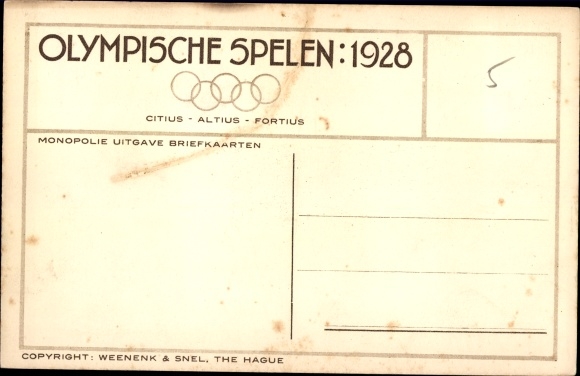 OLYMPISCHE SPELEN: 1928
5
CITIUS - ALTIUS - FORTIUS
MONOPOLIE UITGAVE BRIEFKAARTEN
COPYRIGHT: WEENENK & SNEL, THE HAGUE